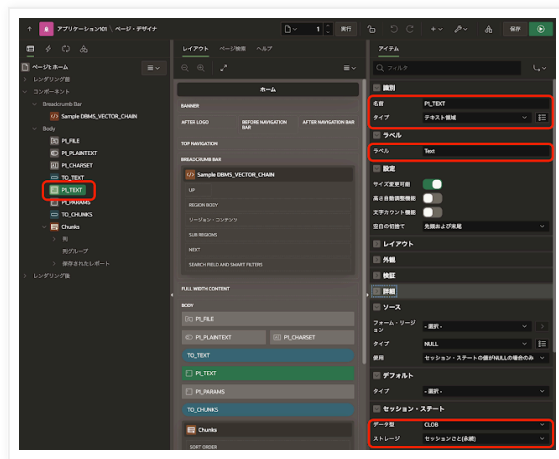 アプリケーション101 \ ページ・デザイナ
1
実行
保存
ページ1: ホーム
レンダリング前
コンポーネント
Breadcrumb Bar
Sample DBMS_VECTOR_CHAIN
Body
P1_FILE
P1_PLAINTEXT
P1_CHARSET
TO_TEXT
P1_TEXT
P1_PARAMS
TO_CHUNKS
Chunks
列
列グループ
保存されたレポート
レンダリング後
レイアウト
ページ検索
ヘルプ
ホーム
BANNER
AFTER LOGO
BEFORE NAVIGATION BAR
AFTER NAVIGATION BAR
TOP NAVIGATION
BREADCRUMB BAR
Sample DBMS_VECTOR_CHAIN
UP
REGION BODY
リージョン・コンテンツ
SUB REGIONS
NEXT
SEARCH FIELD AND SMART FILTERS
FULL WIDTH CONTENT
BODY
P1_FILE
P1_PLAINTEXT
P1_CHARSET
TO_TEXT
P1_TEXT
P1_PARAMS
TO_CHUNKS
Chunks
SORT ORDER
アイテム
フィルタ
識別
名前
P1_TEXT
タイプ
テキスト領域
ラベル
ラベル
Text
設定
サイズ変更可能
高さ自動調整機能
文字カウント機能
空白の切捨て
先頭および末尾
レイアウト
外観
検証
詳細
ソース
フォーム・リージョン
- 選択 -
タイプ
NULL
使用
セッション・ステートの値がNULLの場合のみ
デフォルト
タイプ
- 選択 -
セッション・ステート
データ型
CLOB
ストレージ
セッションごと(永続)